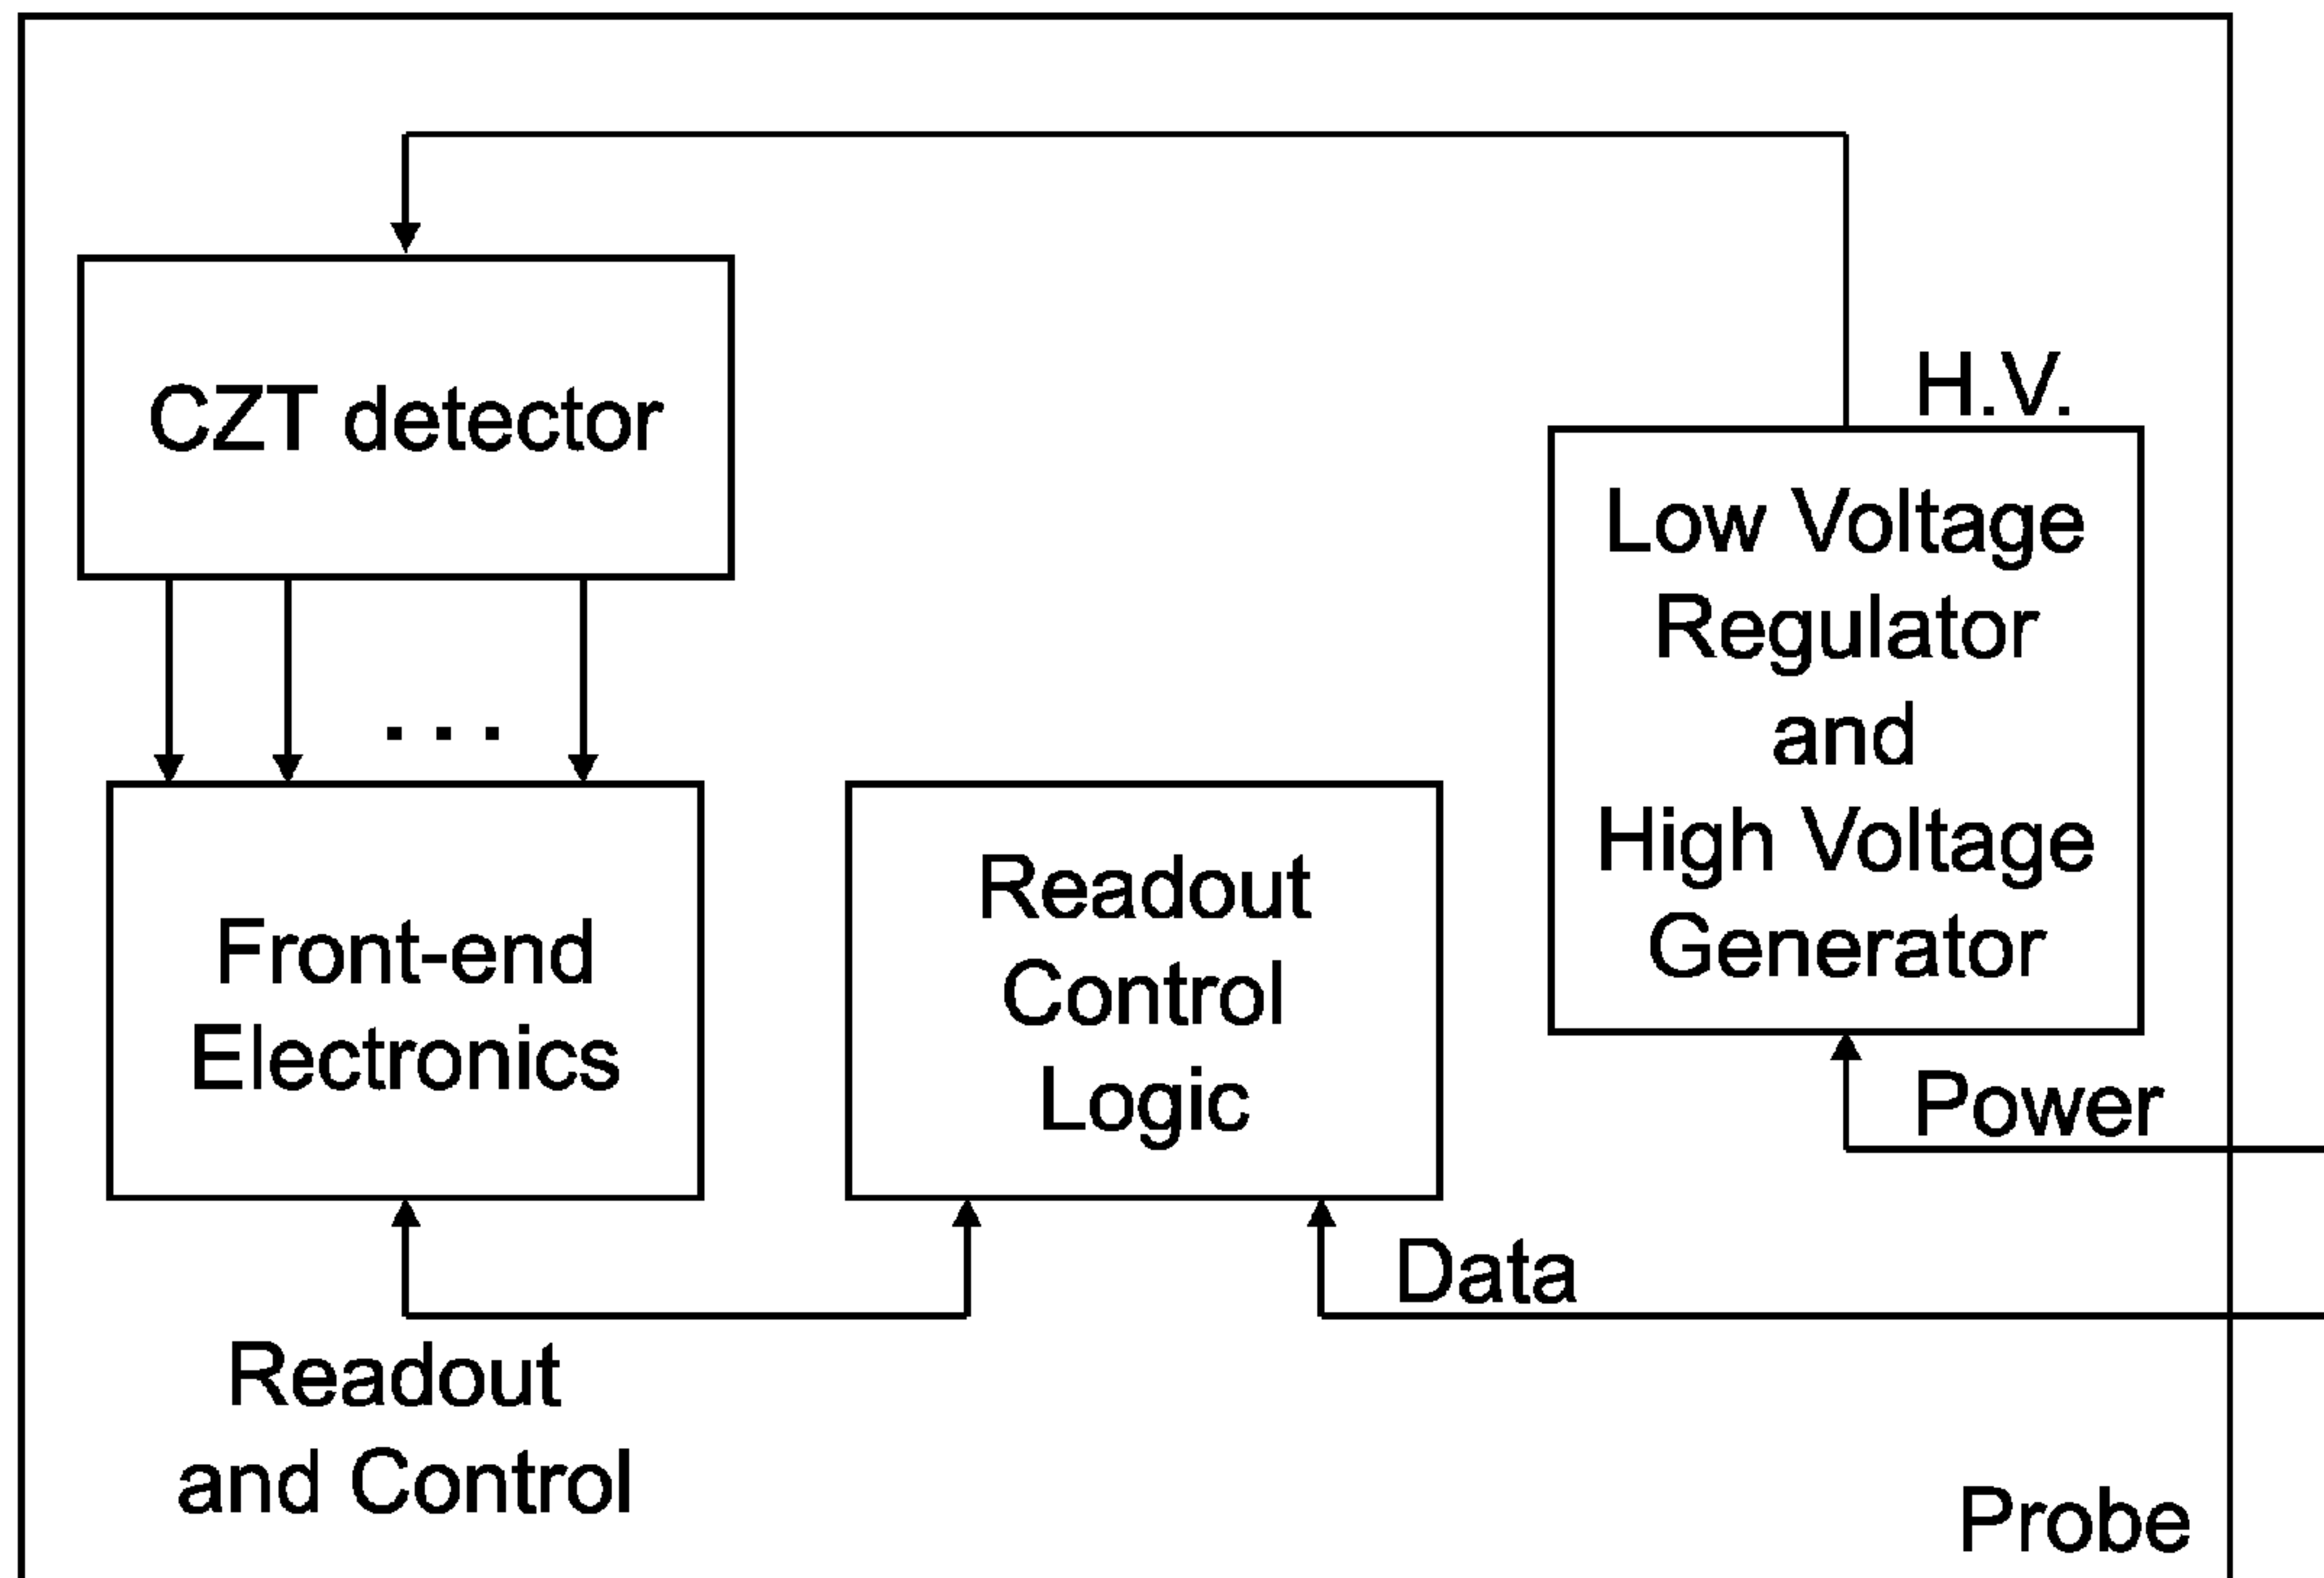 H.V.
CZT detector
Low Voltage
Regulator
and
High Voltage
Generator
. . .
Front-end
Electronics
Readout
Control
Logic
Power
Data
Readout
and Control
Probe